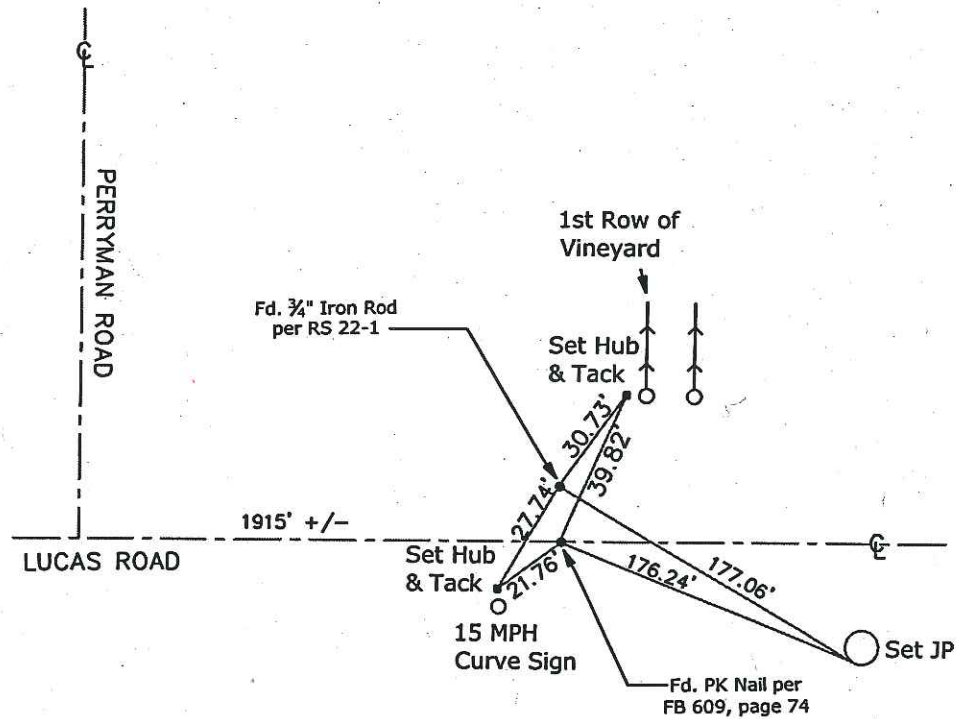 ℄
PERRYMAN ROAD
1st Row of
Vineyard
Fd. ¾" Iron Rod
per RS 22-1
Set Hub
& Tack
30.73'
39.82'
27.74'
1915' +/-
℄
LUCAS ROAD
Set Hub
& Tack
21.76'
176.24'
177.06'
15 MPH
Curve Sign
Set JP
Fd. PK Nail per
FB 609, page 74